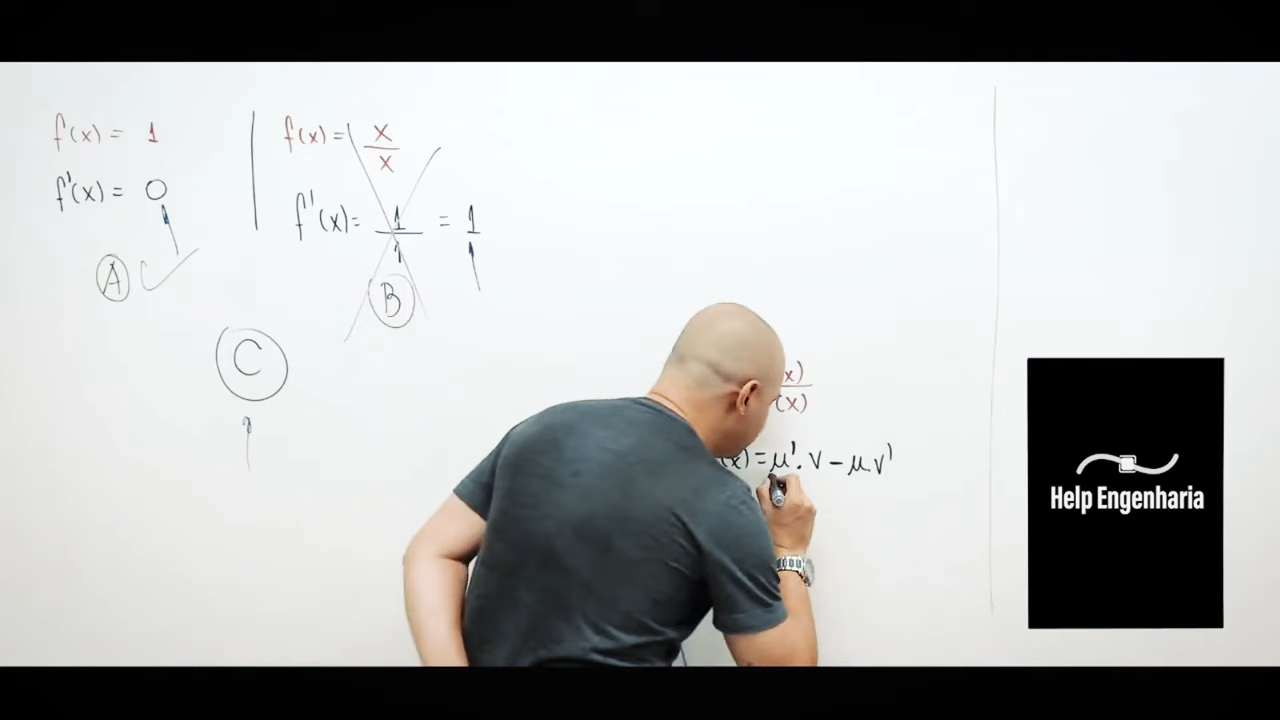 f(x) = 1
f'(x) = 0
A
f(x) = x
x
f'(x) = 1 = 1
1
B
C
x)
(x)
(x) = μ'. v - μ.v'
Help Engenharia